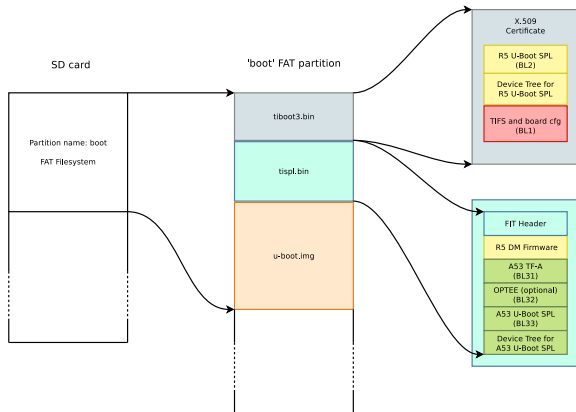 SD card
Partition name: boot
FAT Filesystem
'boot' FAT partition
tiboot3.bin
tispl.bin
u-boot.img
X.509
Certificate
R5 U-Boot SPL
(BL2)
Device Tree for
R5 U-Boot SPL
TIFS and board cfg
(BL1)
FIT Header
R5 DM Firmware
A53 TF-A
(BL31)
OPTEE (optional)
(BL32)
A53 U-Boot SPL
(BL33)
Device Tree for
A53 U-Boot SPL